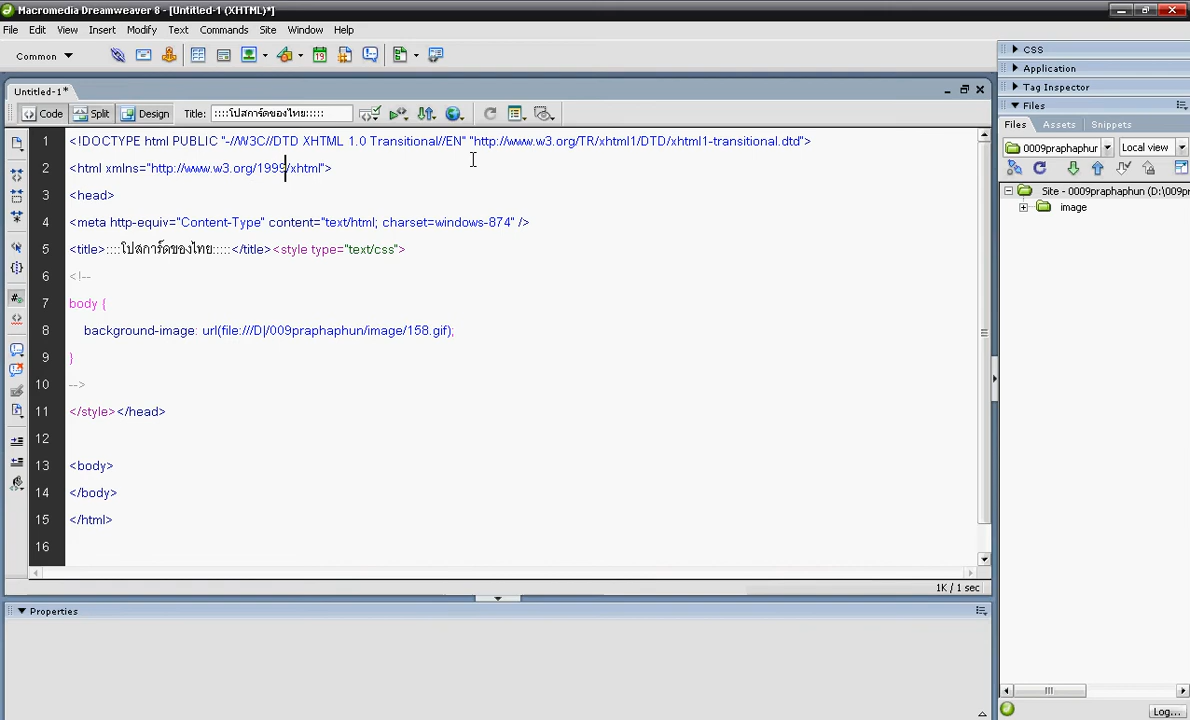 Macromedia Dreamweaver 8 - [Untitled-1 (XHTML)*]
File Edit View Insert Modify Text Commands Site Window Help
Common
Untitled-1*
Code Split Design Title: ::::โปสการ์ดของไทย:::::
1 <!DOCTYPE html PUBLIC "-//W3C//DTD XHTML 1.0 Transitional//EN" "http://www.w3.org/TR/xhtml1/DTD/xhtml1-transitional.dtd">
2 <html xmlns="http://www.w3.org/1999/xhtml">
3 <head>
4 <meta http-equiv="Content-Type" content="text/html; charset=windows-874" />
5 <title>::::โปสการ์ดของไทย:::::</title><style type="text/css">
6 <!--
7 body {
8 background-image: url(file:///D|/009praphaphun/image/158.gif);
9 }
10 -->
11 </style></head>
12
13 <body>
14 </body>
15 </html>
16
1K / 1 sec
Properties
CSS
Application
Tag Inspector
Files
Files Assets Snippets
0009praphaphur Local view
Site - 0009praphaphun (D:\009pr
image
Log...